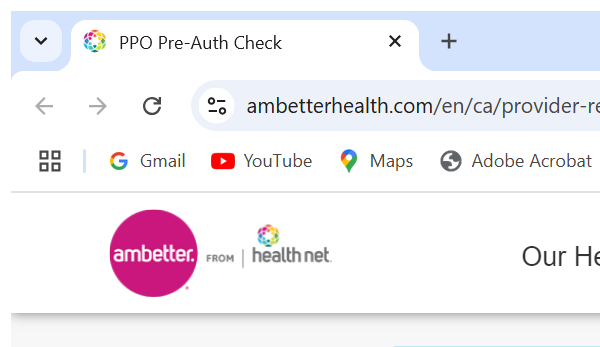 PPO Pre-Auth Check
ambetterhealth.com/en/ca/provider-re
Gmail YouTube Maps Adobe Acrobat
ambetter. FROM health net.
Our He